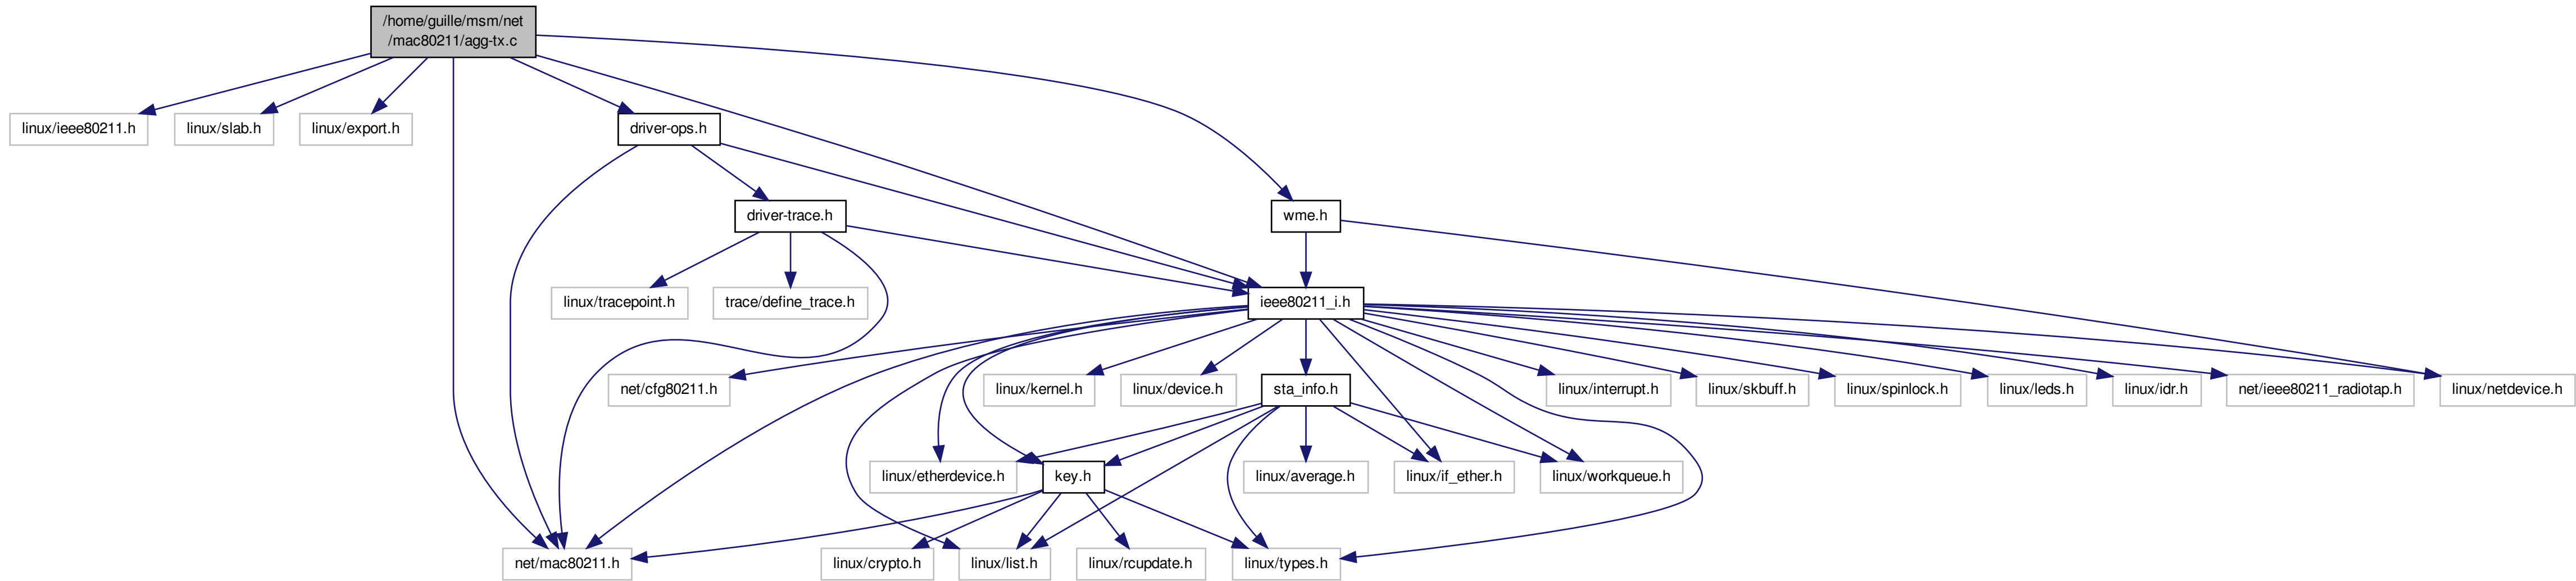 /home/guille/msm/net
/mac80211/agg-tx.c
linux/ieee80211.h
linux/slab.h
linux/export.h
driver-ops.h
driver-trace.h
wme.h
linux/tracepoint.h
trace/define_trace.h
ieee80211_i.h
net/cfg80211.h
linux/kernel.h
linux/device.h
sta_info.h
linux/interrupt.h
linux/skbuff.h
linux/spinlock.h
linux/leds.h
linux/idr.h
net/ieee80211_radiotap.h
linux/netdevice.h
linux/etherdevice.h
key.h
linux/average.h
linux/if_ether.h
linux/workqueue.h
net/mac80211.h
linux/crypto.h
linux/list.h
linux/rcupdate.h
linux/types.h